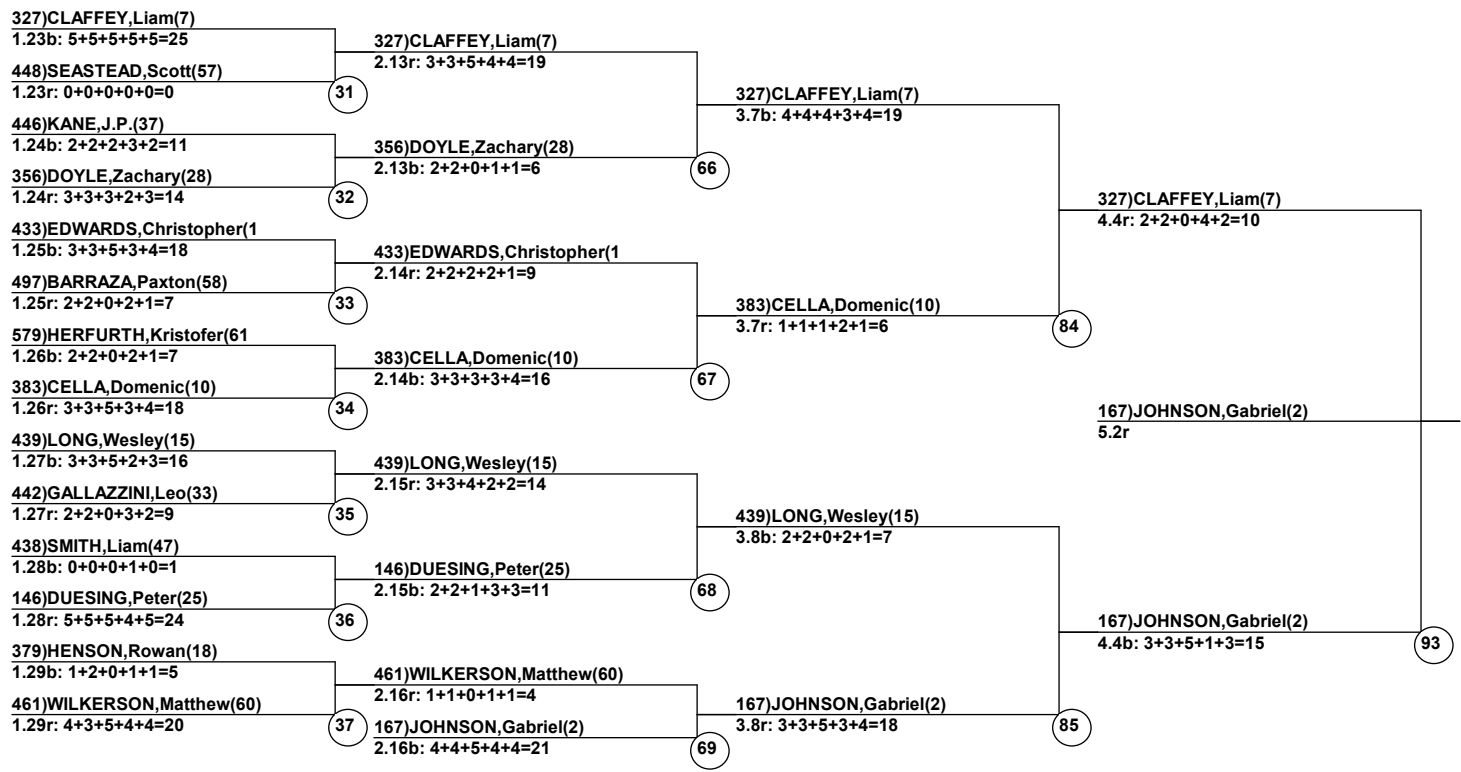 327)CLAFFEY,Liam(7)
1.23b: 5+5+5+5+5=25
448)SEASTEAD,Scott(57)
1.23r: 0+0+0+0+0=0
31
446)KANE,J.P.(37)
1.24b: 2+2+2+3+2=11
356)DOYLE,Zachary(28)
1.24r: 3+3+3+2+3=14
32
433)EDWARDS,Christopher(1
1.25b: 3+3+5+3+4=18
497)BARRAZA,Paxton(58)
1.25r: 2+2+0+2+1=7
33
579)HERFURTH,Kristofer(61
1.26b: 2+2+0+2+1=7
383)CELLA,Domenic(10)
1.26r: 3+3+5+3+4=18
34
439)LONG,Wesley(15)
1.27b: 3+3+5+2+3=16
442)GALLAZZINI,Leo(33)
1.27r: 2+2+0+3+2=9
35
438)SMITH,Liam(47)
1.28b: 0+0+0+1+0=1
146)DUESING,Peter(25)
1.28r: 5+5+5+4+5=24
36
379)HENSON,Rowan(18)
1.29b: 1+2+0+1+1=5
461)WILKERSON,Matthew(60)
1.29r: 4+3+5+4+4=20
37
327)CLAFFEY,Liam(7)
2.13r: 3+3+5+4+4=19
356)DOYLE,Zachary(28)
2.13b: 2+2+0+1+1=6
66
433)EDWARDS,Christopher(1
2.14r: 2+2+2+2+1=9
383)CELLA,Domenic(10)
2.14b: 3+3+3+3+4=16
67
439)LONG,Wesley(15)
2.15r: 3+3+4+2+2=14
146)DUESING,Peter(25)
2.15b: 2+2+1+3+3=11
68
461)WILKERSON,Matthew(60)
2.16r: 1+1+0+1+1=4
167)JOHNSON,Gabriel(2)
2.16b: 4+4+5+4+4=21
69
327)CLAFFEY,Liam(7)
3.7b: 4+4+4+3+4=19
383)CELLA,Domenic(10)
3.7r: 1+1+1+2+1=6
84
439)LONG,Wesley(15)
3.8b: 2+2+0+2+1=7
167)JOHNSON,Gabriel(2)
3.8r: 3+3+5+3+4=18
85
327)CLAFFEY,Liam(7)
4.4r: 2+2+0+4+2=10
167)JOHNSON,Gabriel(2)
4.4b: 3+3+5+1+3=15
93
167)JOHNSON,Gabriel(2)
5.2r